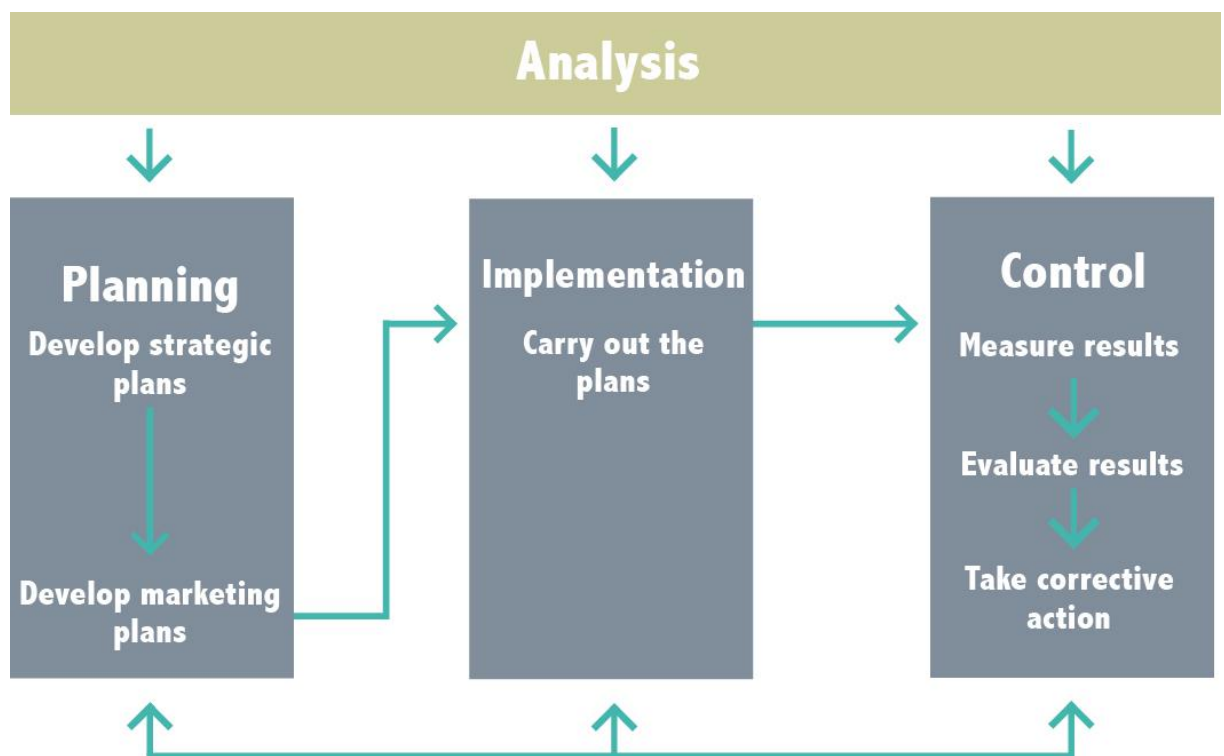 Analysis
Planning
Develop strategic
plans
Develop marketing
plans
Implementation
Carry out the
plans
Control
Measure results
Evaluate results
Take corrective
action